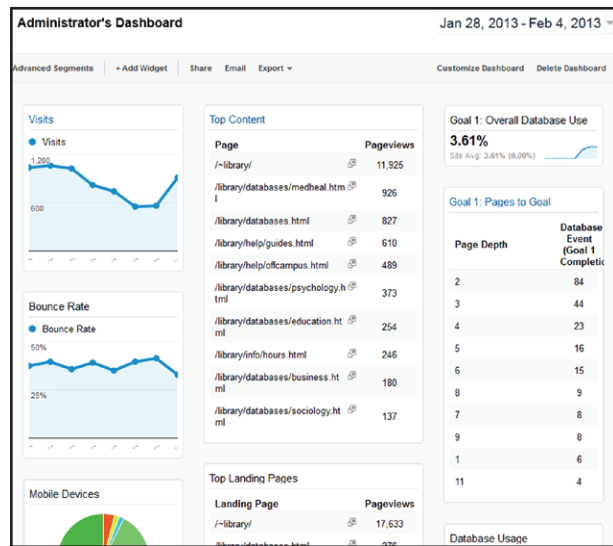 Administrator's Dashboard
Jan 28, 2013 - Feb 4, 2013
Advanced Segments
+ Add Widget
Share
Email
Export
Customize Dashboard
Delete Dashboard
Visits
Visits
1,200
600
Bounce Rate
Bounce Rate
50%
25%
Mobile Devices
Top Content
Page Pageviews
/~library/ 11,925
/library/databases/medheal.htm
l 926
/library/databases.html 827
/library/help/guides.html 610
/library/help/offcampus.html 489
/library/databases/psychology.h
tml 373
/library/databases/education.ht
ml 254
/library/info/hours.html 246
/library/databases/business.ht
ml 180
/library/databases/sociology.ht
ml 137
Top Landing Pages
Landing Page Pageviews
/~library/ 17,633
Goal 1: Overall Database Use
3.61%
Site Avg: 3.61% (0.00%)
Goal 1: Pages to Goal
Page Depth
Database
Event
(Goal 1
Completic
2 84
3 44
4 23
5 16
6 15
8 9
7 8
9 8
1 6
11 4
Database Usage